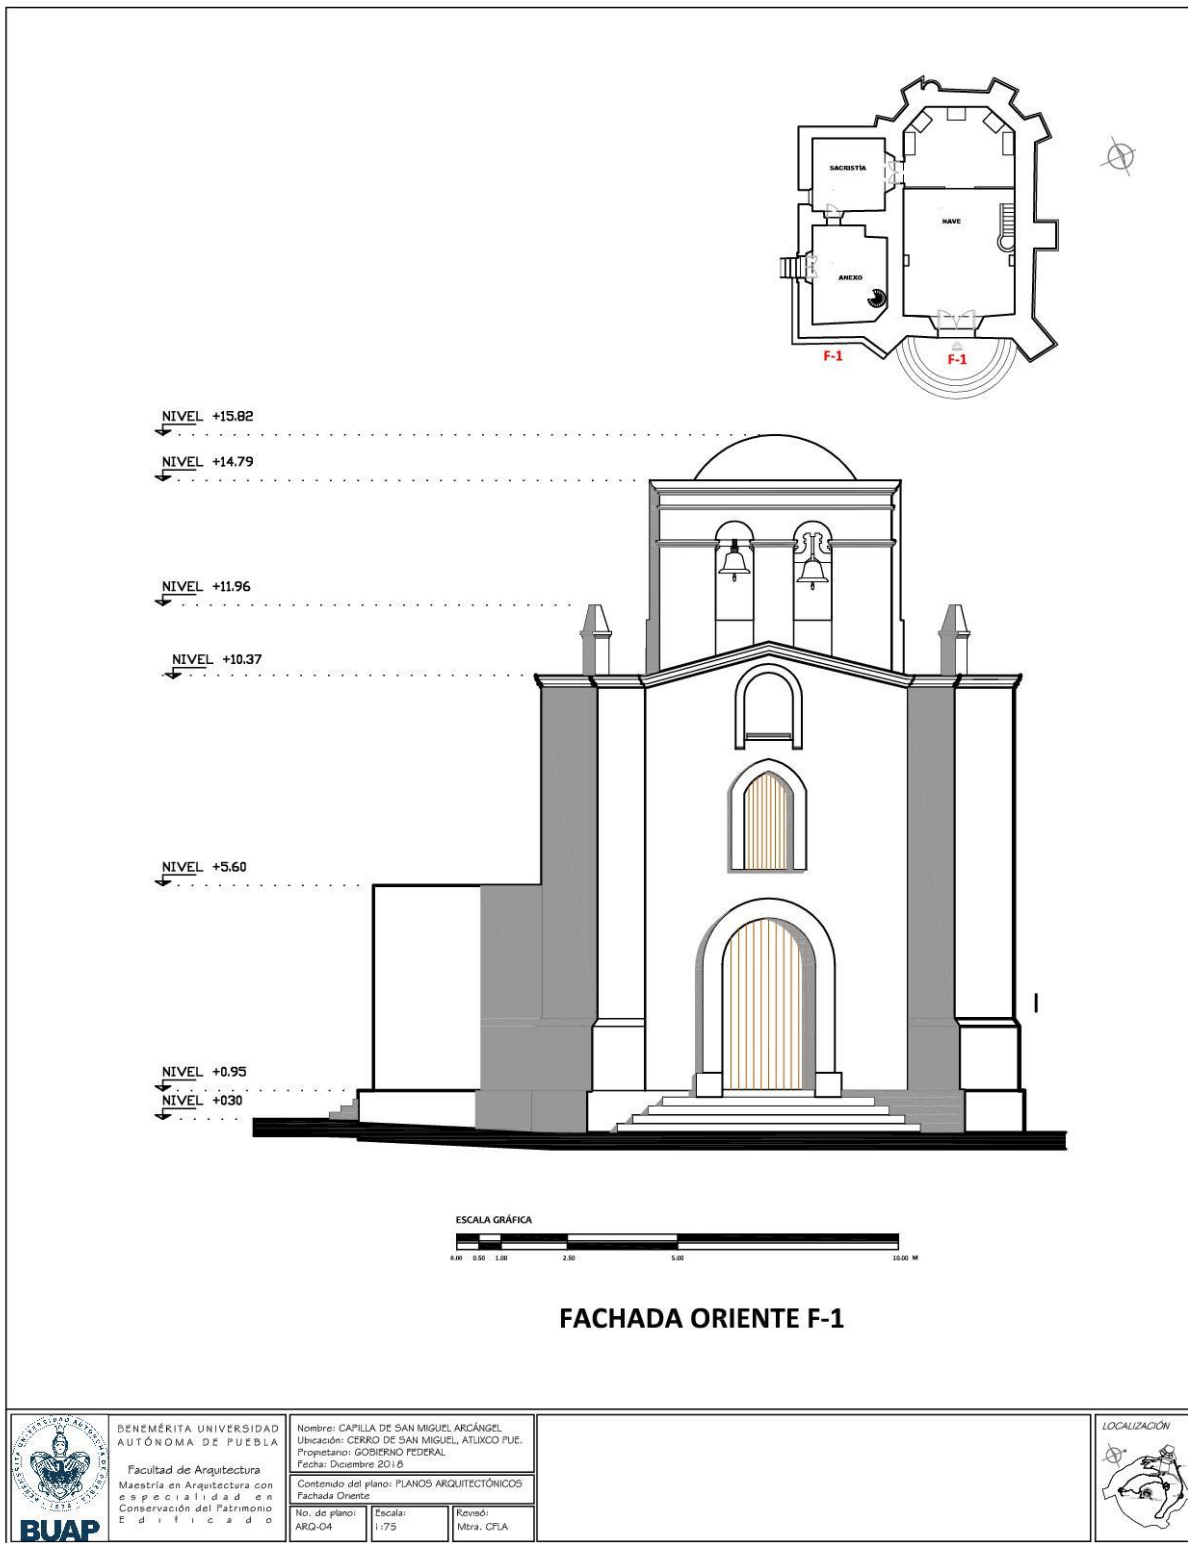 SACRISTÍA
NAVE
ANEXO
F-1
F-1
NIVEL +15.82
NIVEL +14.79
NIVEL +11.96
NIVEL +10.37
NIVEL +5.60
NIVEL +0.95
NIVEL +030
ESCALA GRÁFICA
0.00 0.50 1.00 2.50 5.00 10.00 M
FACHADA ORIENTE F-1
BUAP
BENEMÉRITA UNIVERSIDAD
AUTÓNOMA DE PUEBLA
Facultad de Arquitectura
Maestría en Arquitectura con
especialidad en
Conservación del Patrimonio
Edificado
Nombre: CAPILLA DE SAN MIGUEL ARCÁNGEL
Ubicación: CERRO DE SAN MIGUEL, ATLIXCO PUE.
Propietario: GOBIERNO FEDERAL
Fecha: Diciembre 2018
Contenido del plano: PLANOS ARQUITECTÓNICOS
Fachada Oriente
No. de plano:
ARQ-04
Escala:
1:75
Revisó:
Mtra. CFLA
LOCALIZACIÓN